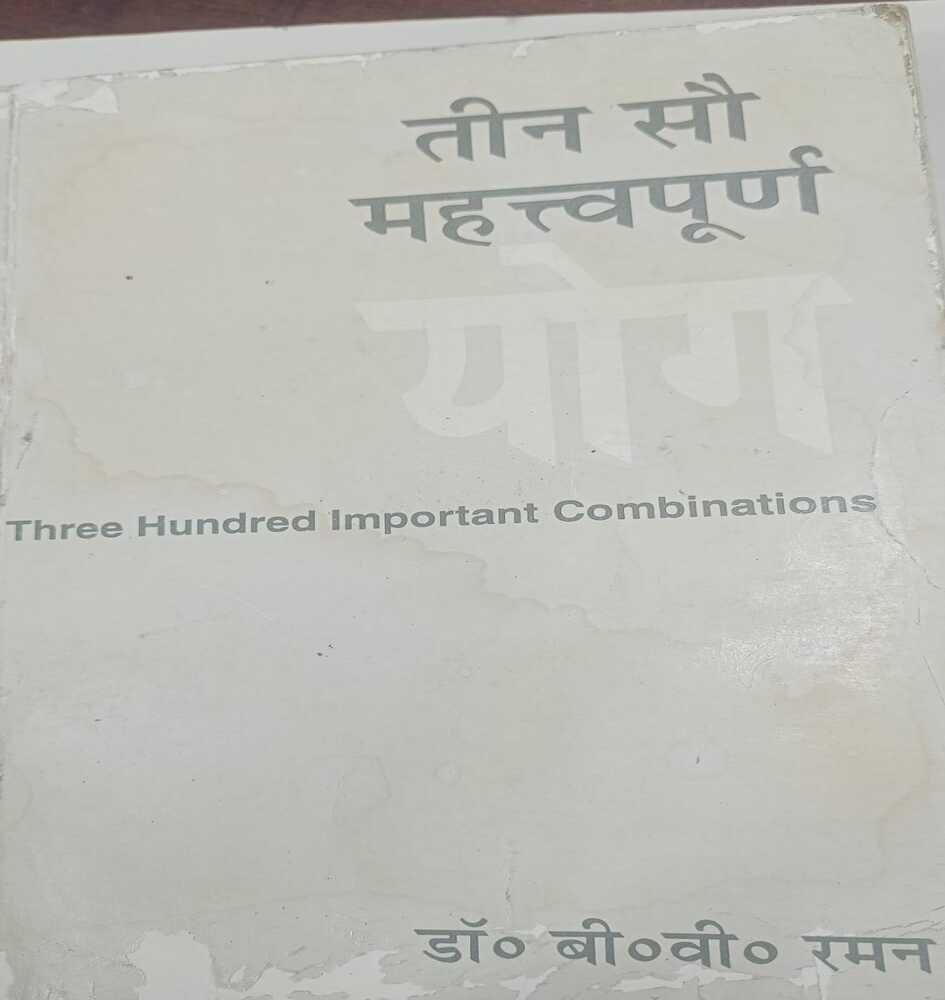 तीन सौ
महत्त्वपूर्ण
योग
Three Hundred Important Combinations
डॉ० बी०वी० रमन